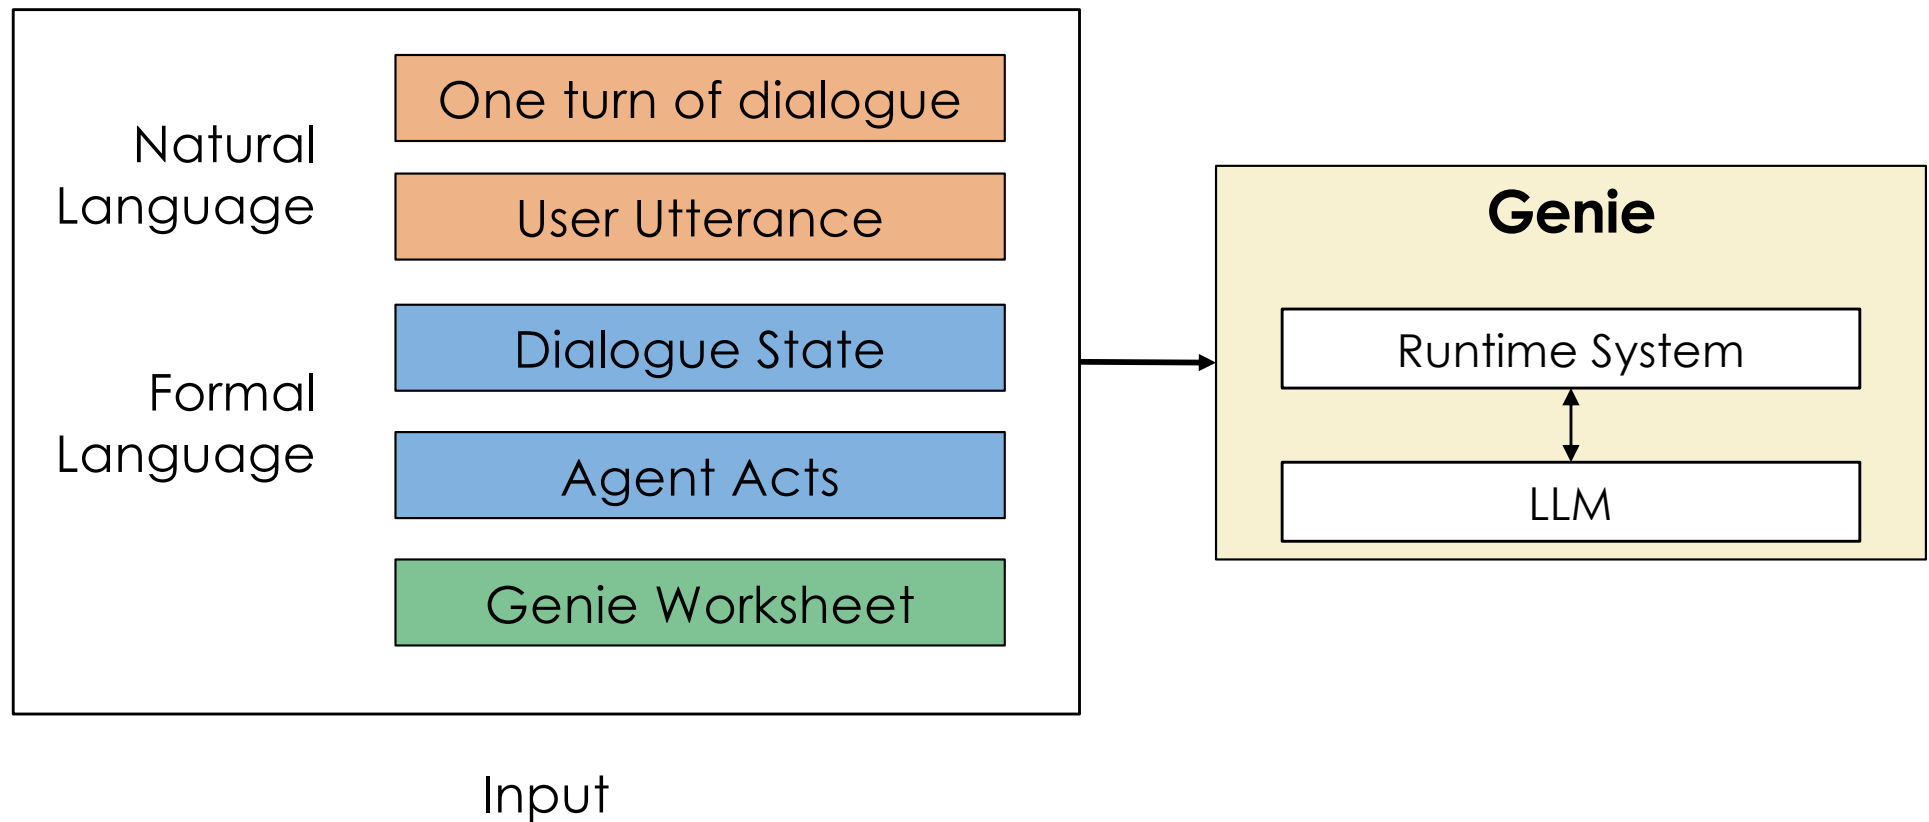 Natural
Language
One turn of dialogue
User Utterance
Formal
Language
Dialogue State
Agent Acts
Genie Worksheet
Input
Genie
Runtime System
LLM